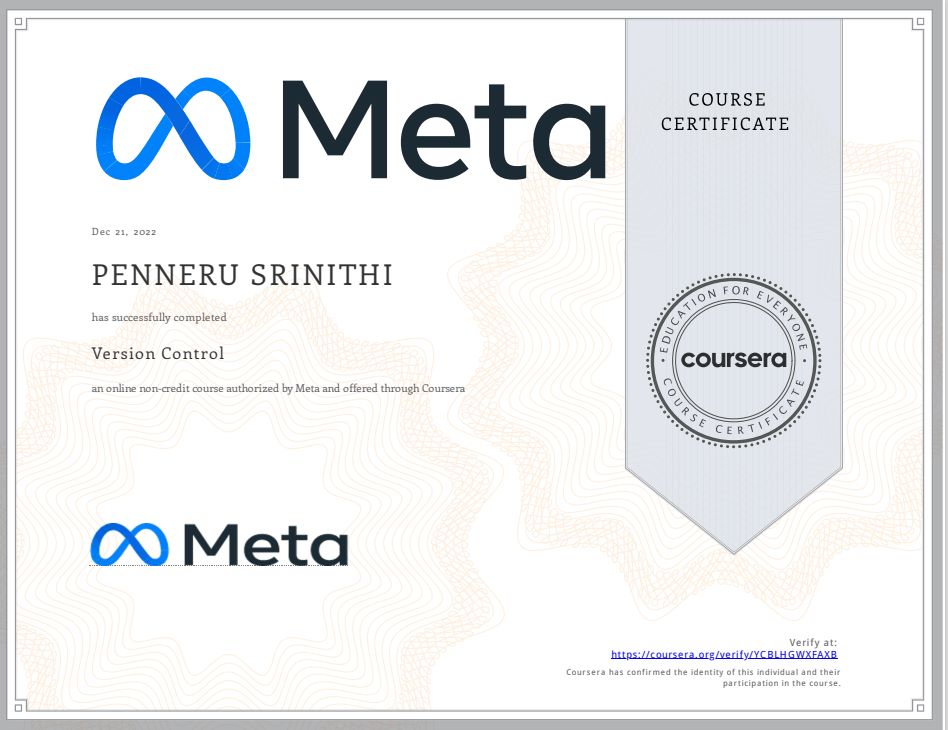 Meta
COURSE
CERTIFICATE
Dec 21, 2022
PENNERU SRINITHI
has successfully completed
Version Control
an online non-credit course authorized by Meta and offered through Coursera
EDUCATION FOR EVERYONE
coursera
COURSE CERTIFICATE
Meta
Verify at:
https://coursera.org/verify/YCBLHGWXFAXB
Coursera has confirmed the identity of this individual and their
participation in the course.